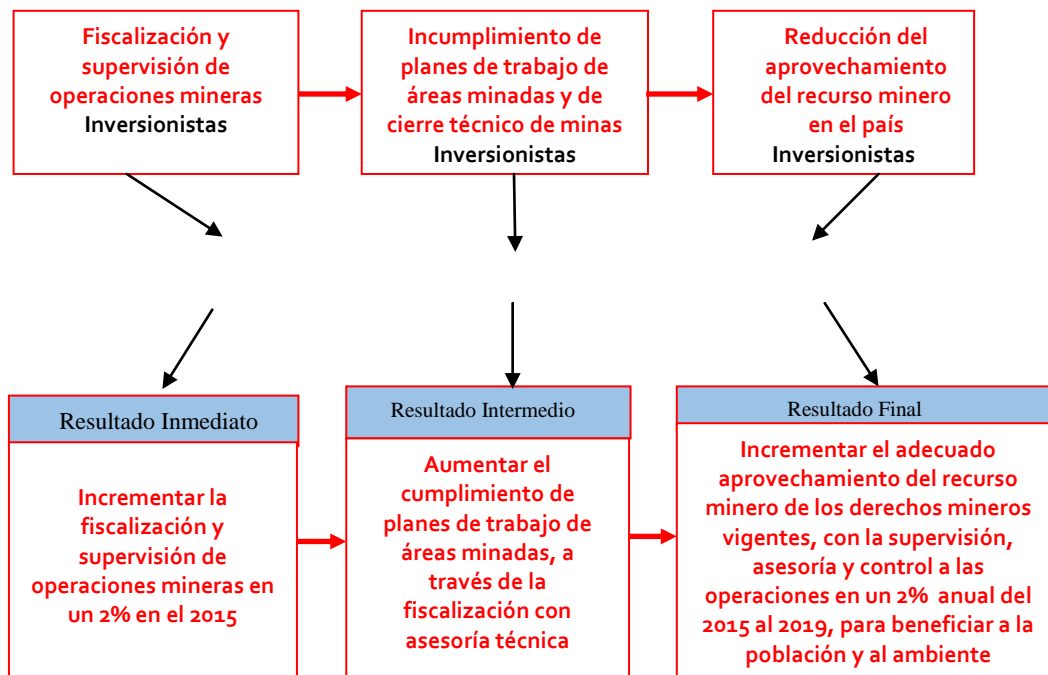 Fiscalización y
supervisión de
operaciones mineras
Inversionistas
Incumplimiento de
planes de trabajo de
áreas minadas y de
cierre técnico de minas
Inversionistas
Reducción del
aprovechamiento
del recurso minero
en el país
Inversionistas
Resultado Inmediato
Incrementar la
fiscalización y
supervisión de
operaciones mineras en
un 2% en el 2015
Resultado Intermedio
Aumentar el
cumplimiento de
planes de trabajo de
áreas minadas, a
través de la
fiscalización con
asesoría técnica
Resultado Final
Incrementar el adecuado
aprovechamiento del recurso
minero de los derechos mineros
vigentes, con la supervisión,
asesoría y control a las
operaciones en un 2% anual del
2015 al 2019, para beneficiar a la
población y al ambiente